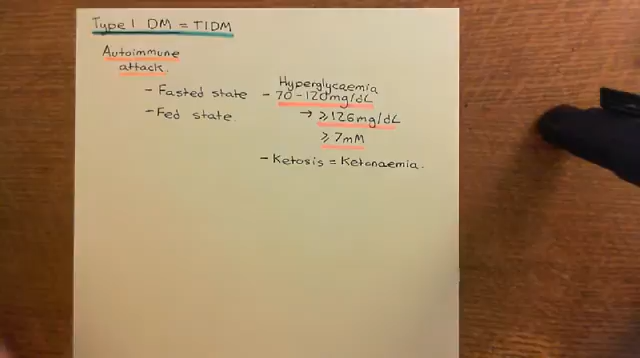 Type 1 DM = T1DM
Autoimmune
attack.
- Fasted state
- Fed state.
Hyperglycaemia
- 70-120mg/dL
→ ≥126mg/dL
≥7mM
- Ketosis = Ketonaemia.